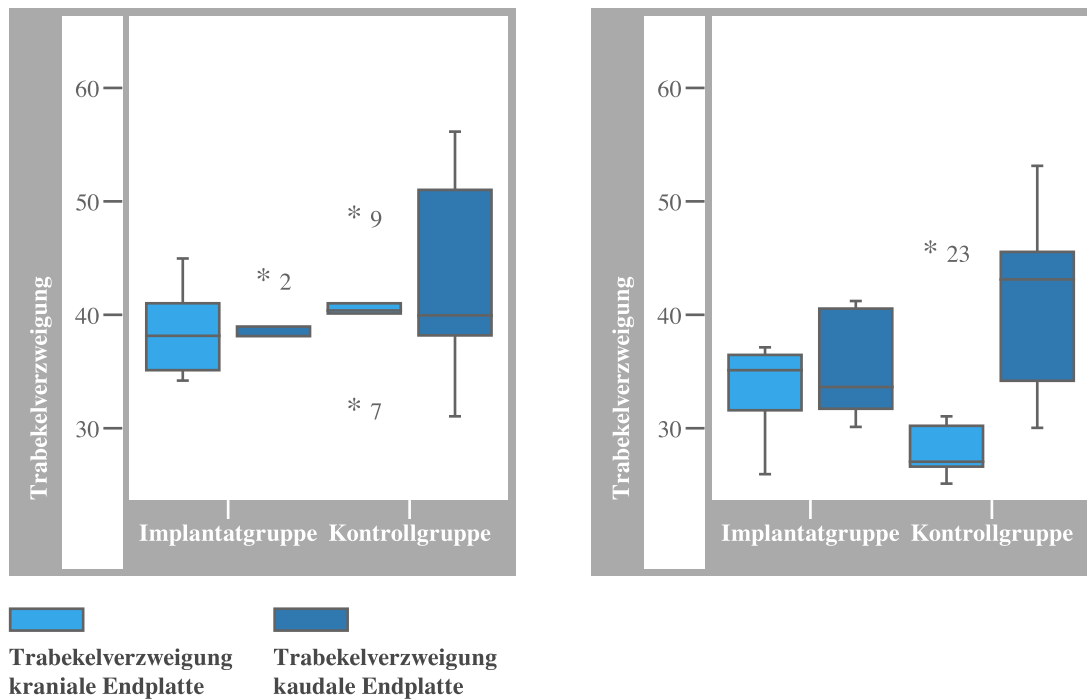 Trabekelverzweigung
60
50
40
30
* 2
* 9
* 7
Implantatgruppe Kontrollgruppe
Trabekelverzweigung
60
50
40
30
* 23
Implantatgruppe Kontrollgruppe
Trabekelverzweigung
kraniale Endplatte
Trabekelverzweigung
kaudale Endplatte